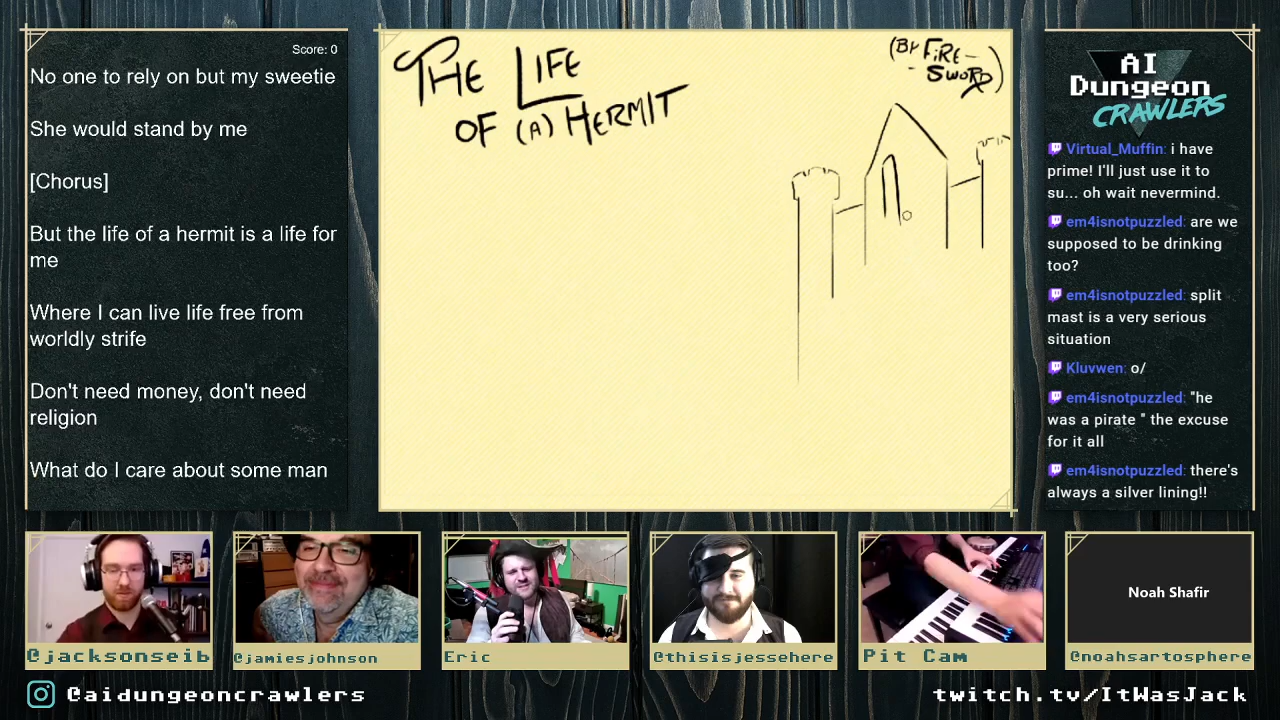 Score: 0
No one to rely on but my sweetie
She would stand by me
[Chorus]
But the life of a hermit is a life for
me
Where I can live life free from
worldly strife
Don't need money, don't need
religion
What do I care about some man
THE LIFE
OF (A) HERMIT
(BY FIRE-
-SWORD)
AI
Dungeon
CRAWLERS
Virtual_Muffin: i have
prime! I'll just use it to
su... oh wait nevermind.
em4isnotpuzzled: are we
supposed to be drinking
too?
em4isnotpuzzled: split
mast is a very serious
situation
Kluvwen: o/
em4isnotpuzzled: "he
was a pirate " the excuse
for it all
em4isnotpuzzled: there's
always a silver lining!!
Noah Shafir
@jacksonseib
@jamiesjohnson
Eric
@thisisjessehere
Pit Cam
@noahsartosphere
@aidungeoncrawlers
twitch.tv/ItWasJack